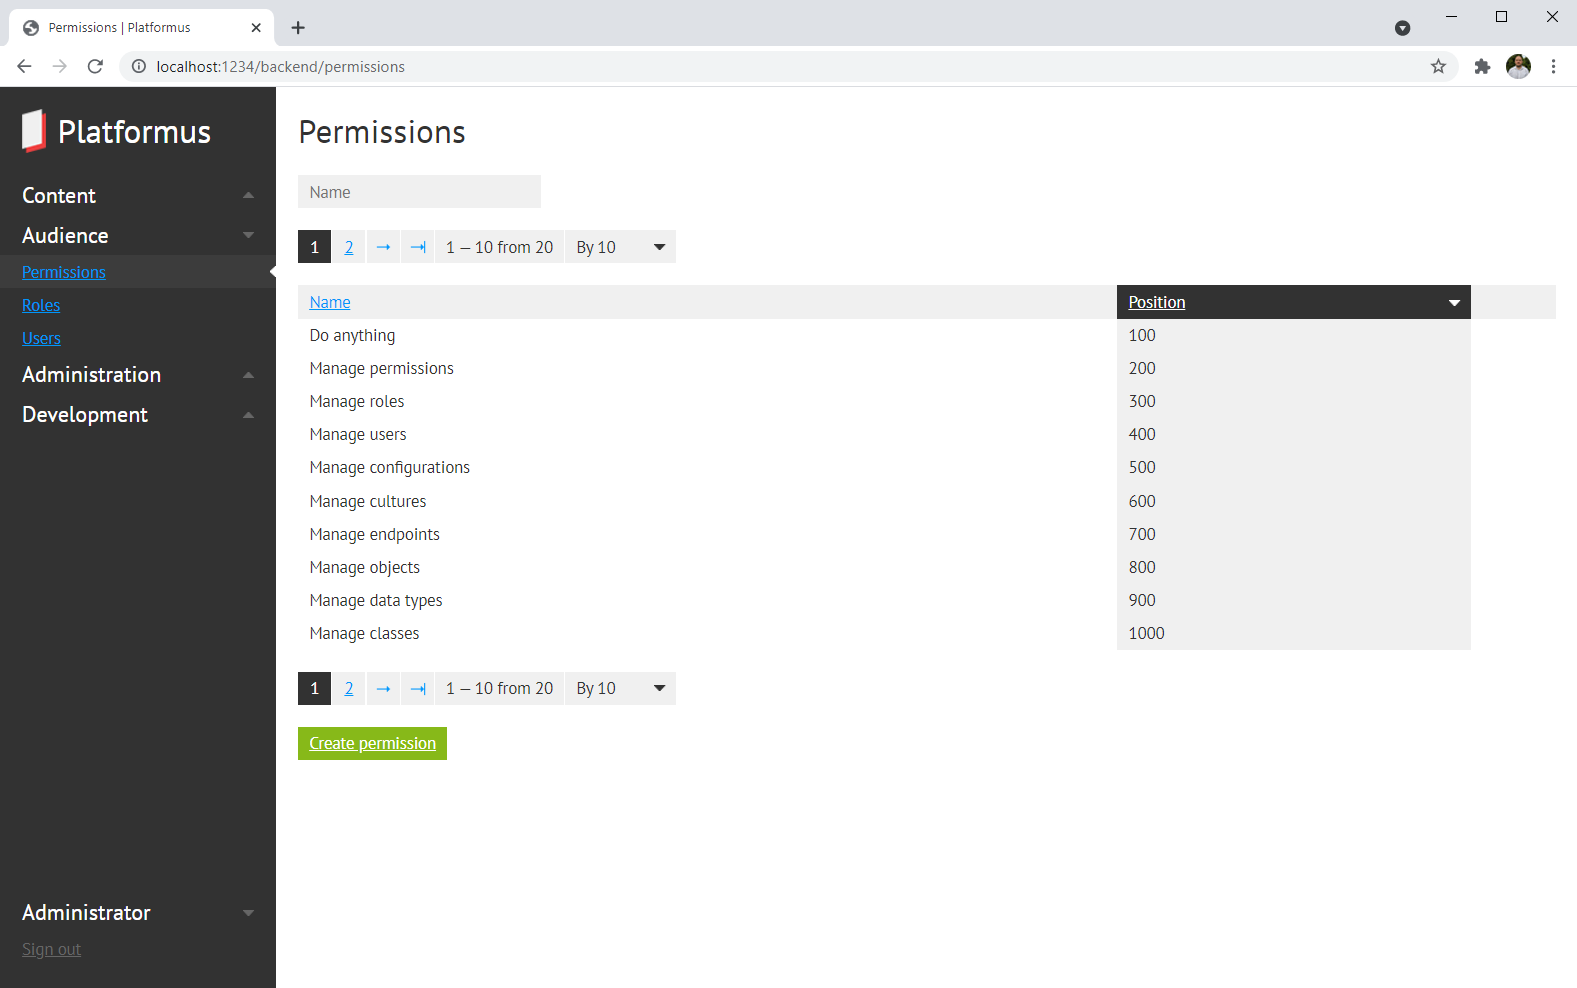 Permissions | Platformus
localhost:1234/backend/permissions
Platformus
Content
Audience
Permissions
Roles
Users
Administration
Development
Administrator
Sign out
Permissions
Name
1 2 → ⇥ 1 — 10 from 20 By 10
Name Position
Do anything 100
Manage permissions 200
Manage roles 300
Manage users 400
Manage configurations 500
Manage cultures 600
Manage endpoints 700
Manage objects 800
Manage data types 900
Manage classes 1000
1 2 → ⇥ 1 — 10 from 20 By 10
Create permission